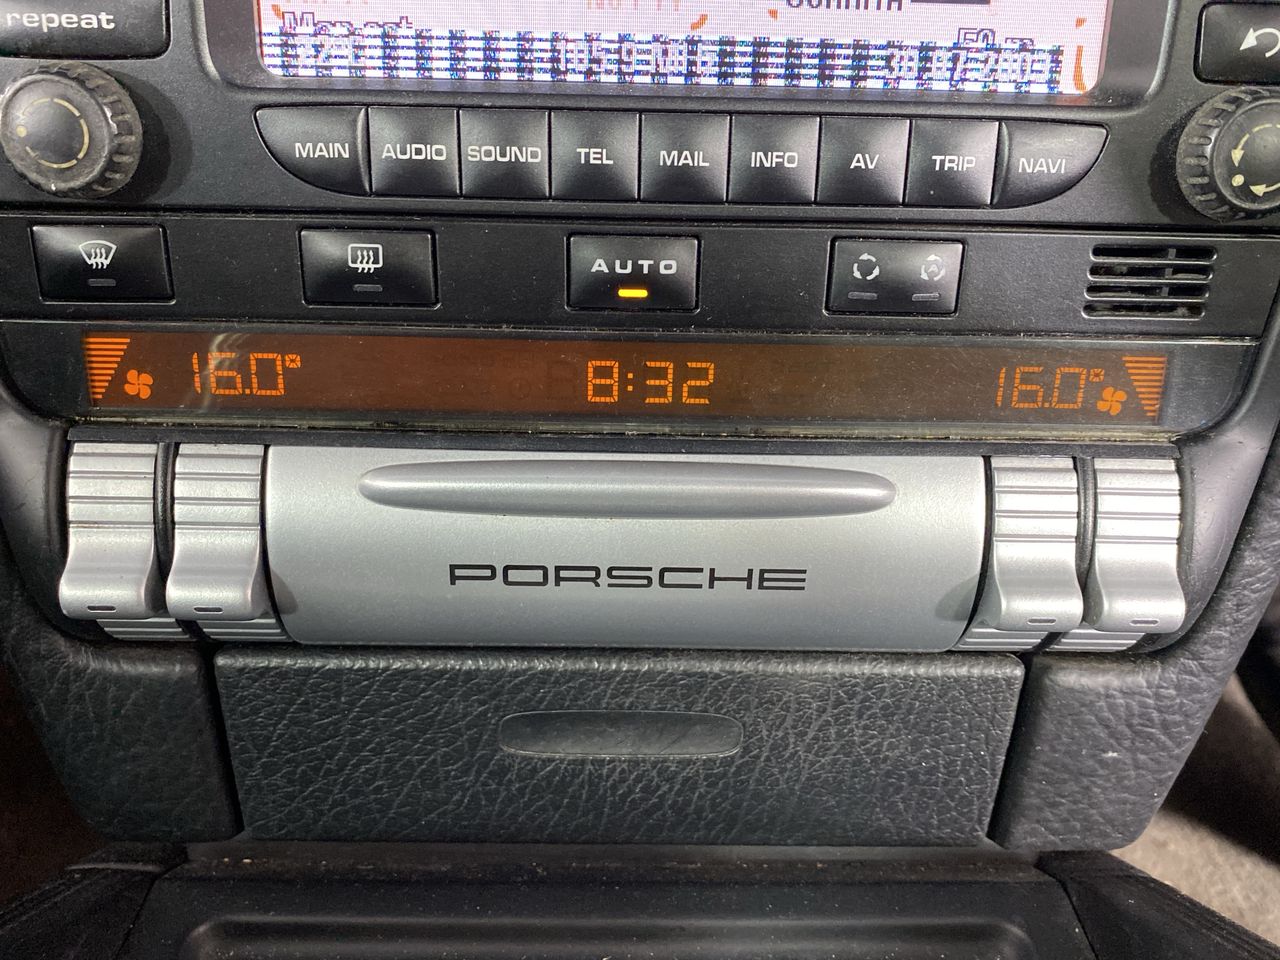 repeat
MAIN AUDIO SOUND TEL MAIL INFO AV TRIP NAVI
AUTO
16.0° 8:32 16.0°
PORSCHE